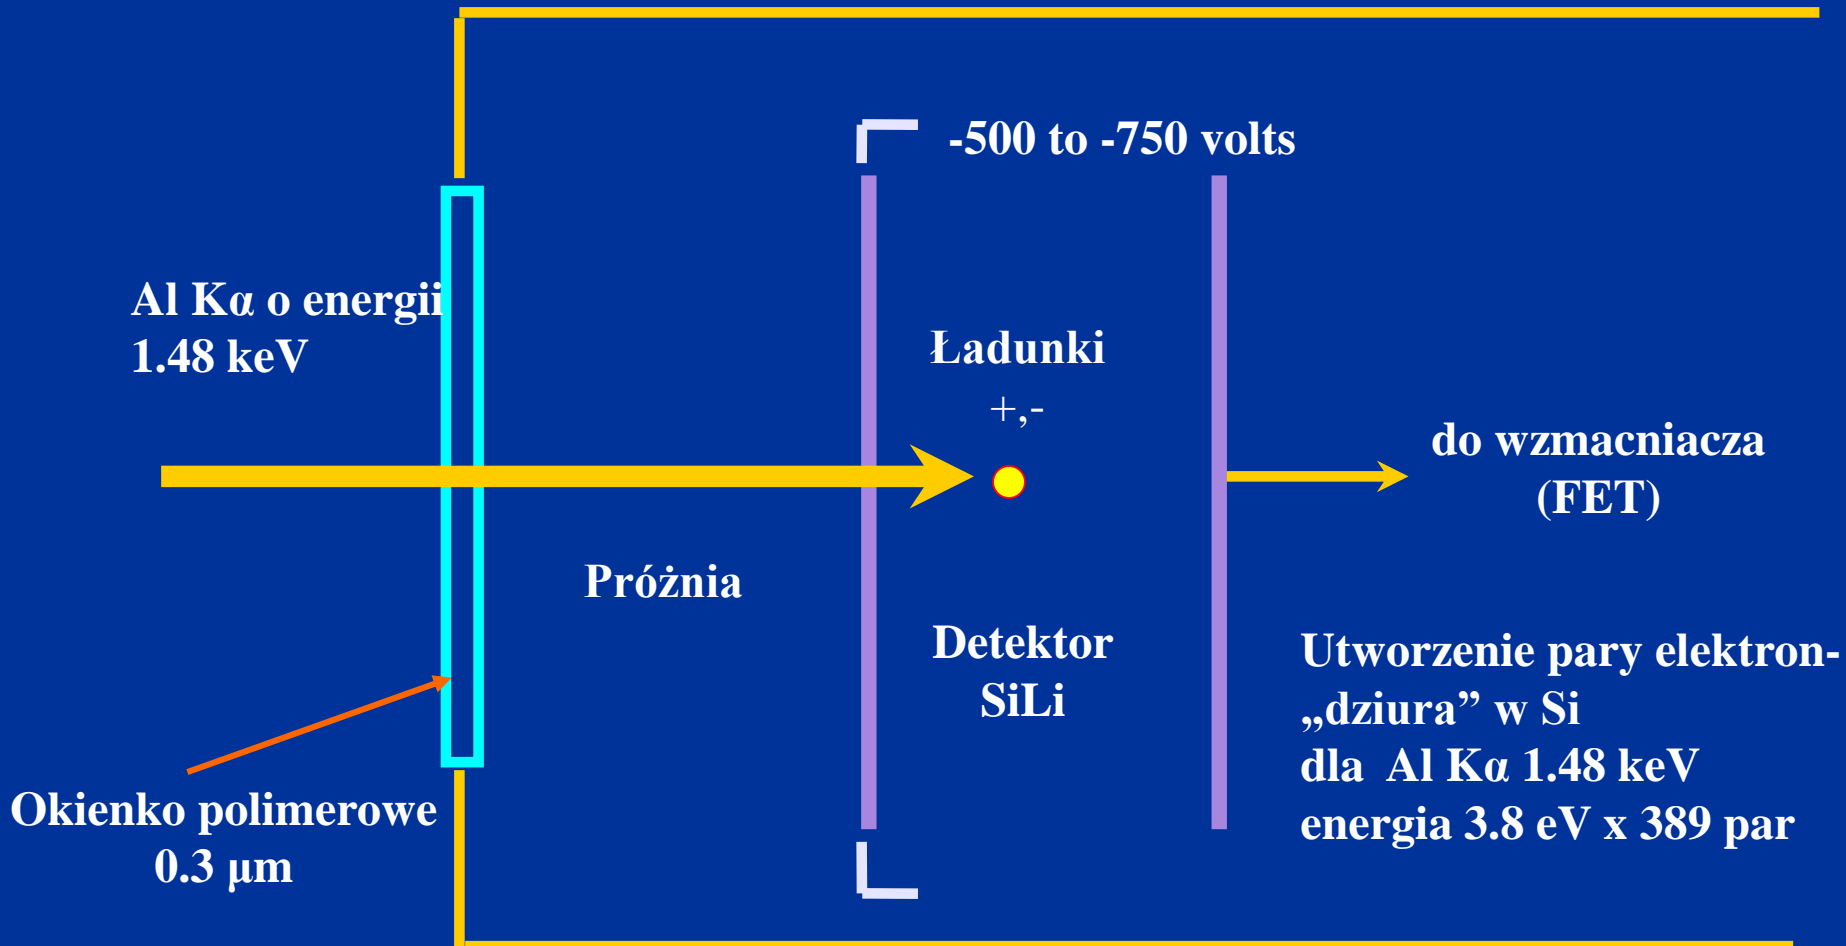 -500 to -750 volts
Al Kα o energii
1.48 keV
Ładunki
+,-
do wzmacniacza
(FET)
Próżnia
Detektor
SiLi
Utworzenie pary elektron-
„dziura” w Si
dla Al Kα 1.48 keV
energia 3.8 eV x 389 par
Okienko polimerowe
0.3 μm